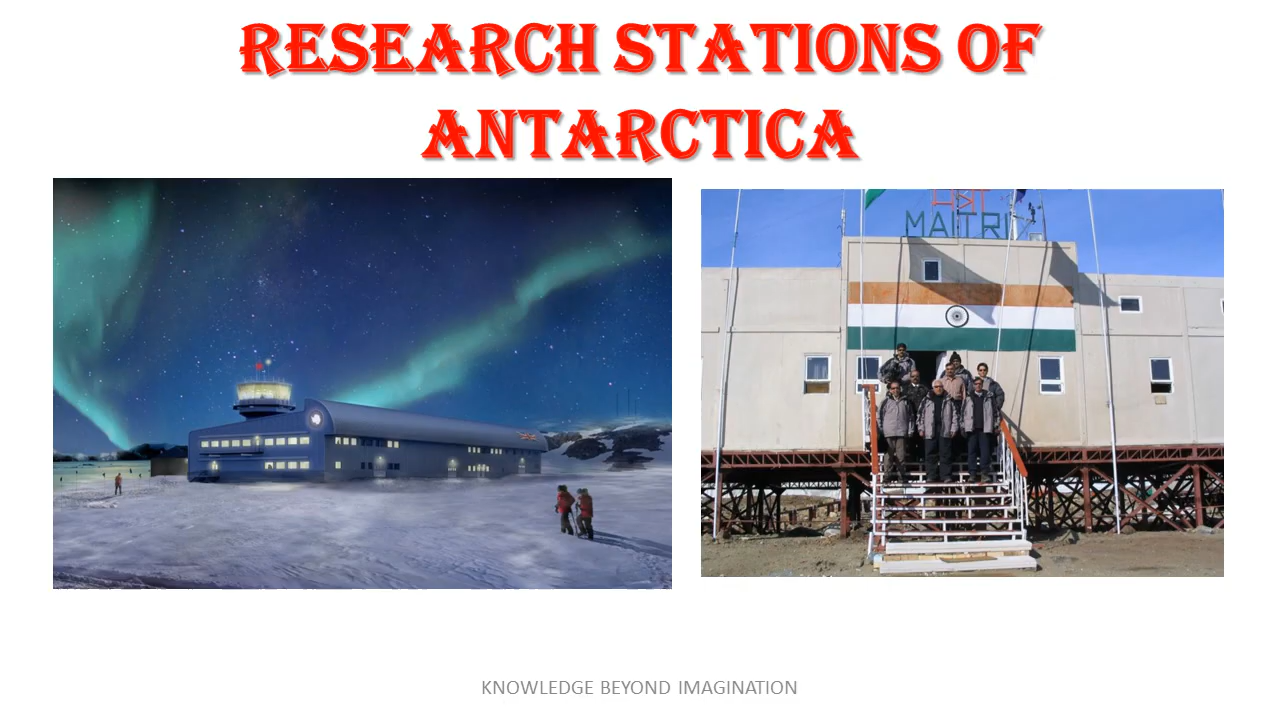 RESEARCH STATIONS OF
ANTARCTICA
मैत्री
MAITRI
KNOWLEDGE BEYOND IMAGINATION